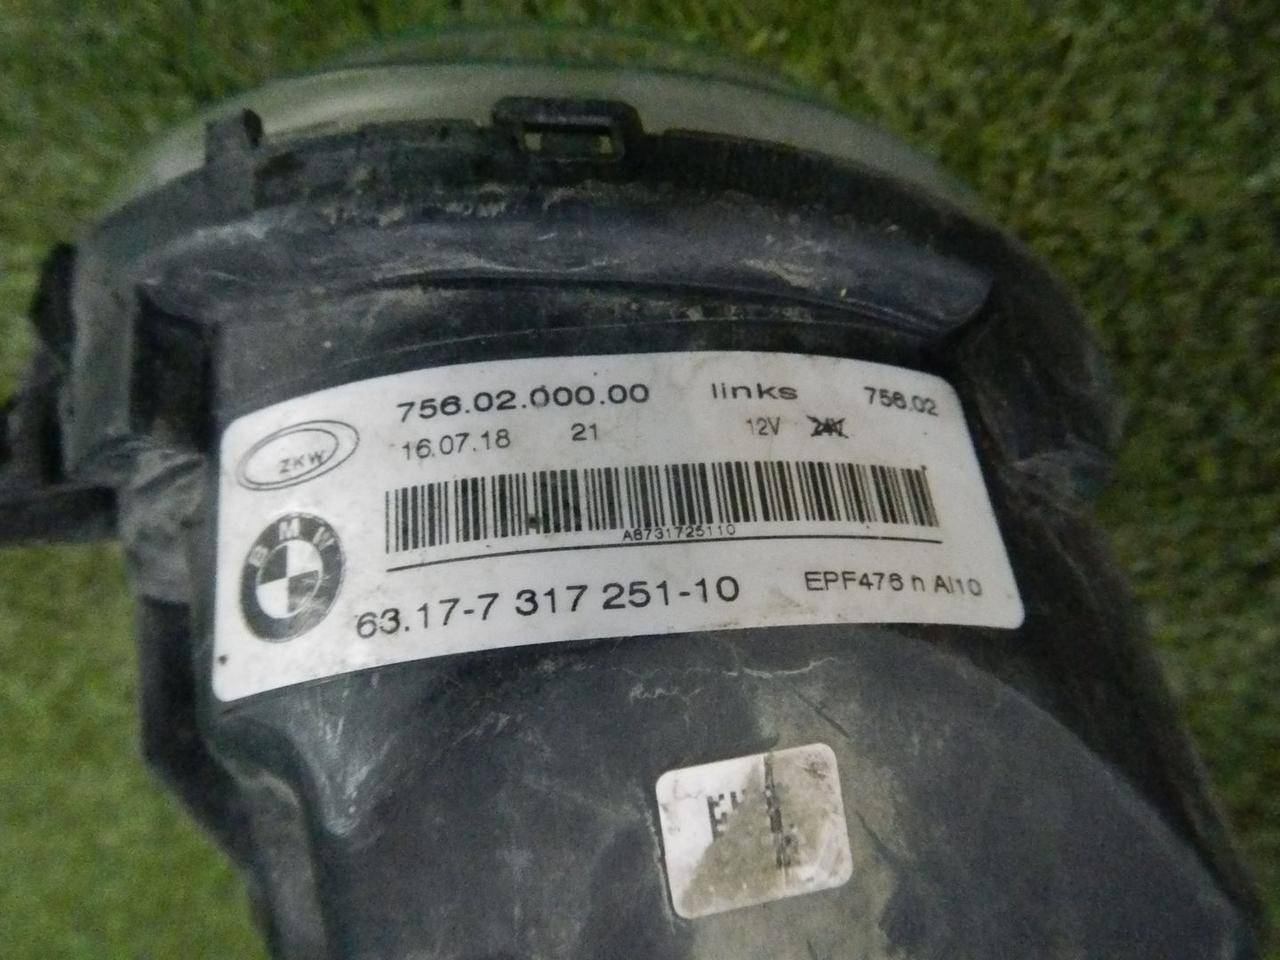 756.02.000.00 links 756.02
ZKW 16.07.18 21 12V 24V
A8731725110
BMW
63.17-7 317 251-10 EPF476 n Al10